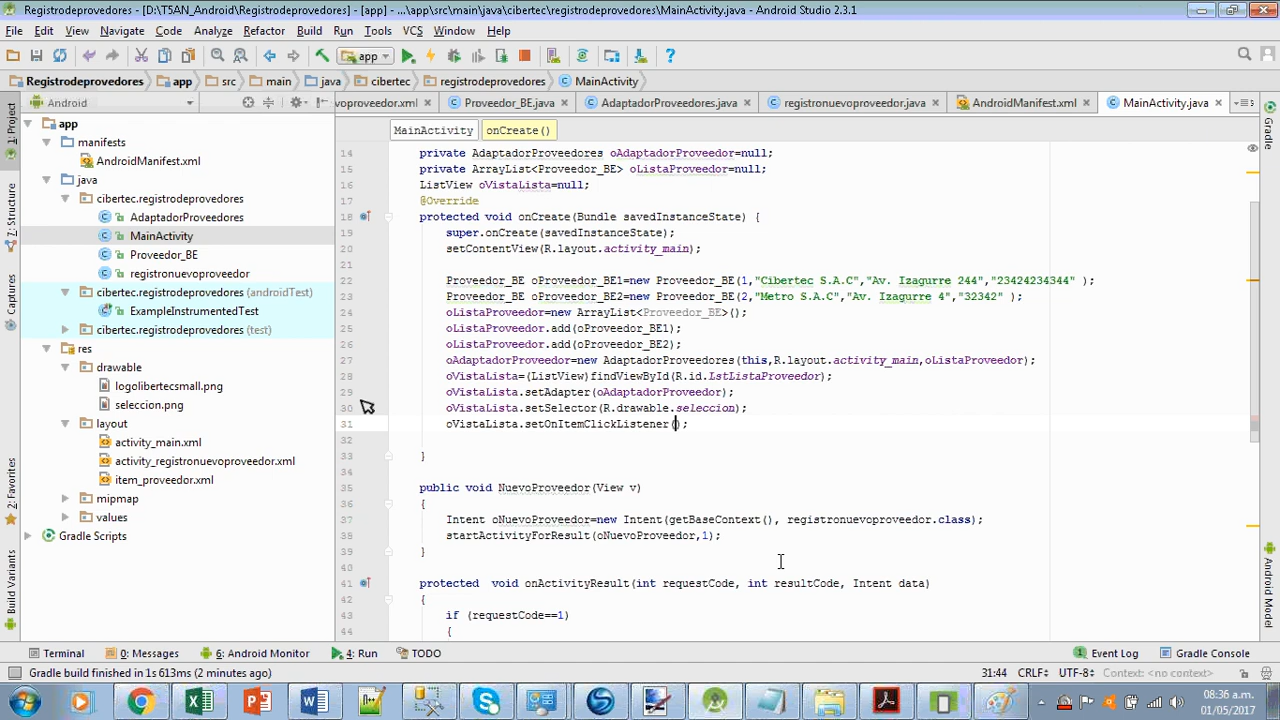 Registrodeprovedores - [D:\T5AN_Android\Registrodeprovedores] - [app] - ...\app\src\main\java\cibertec\registrodeprovedores\MainActivity.java - Android Studio 2.3.1
File Edit View Navigate Code Analyze Refactor Build Run Tools VCS Window Help
app
Registrodeprovedores app src main java cibertec registrodeprovedores MainActivity
Android
voproveedor.xml Proveedor_BE.java AdaptadorProveedores.java registronuevoproveedor.java AndroidManifest.xml MainActivity.java
1: Project
Z: Structure
Captures
2: Favorites
Build Variants
Gradle
Android Model
app
manifests
AndroidManifest.xml
java
cibertec.registrodeprovedores
AdaptadorProveedores
MainActivity
Proveedor_BE
registronuevoproveedor
cibertec.registrodeprovedores (androidTest)
ExampleInstrumentedTest
cibertec.registrodeprovedores (test)
res
drawable
logolibertecsmall.png
seleccion.png
layout
activity_main.xml
activity_registronuevoproveedor.xml
item_proveedor.xml
mipmap
values
Gradle Scripts
MainActivity onCreate()
14 private AdaptadorProveedores oAdaptadorProveedor=null;
15 private ArrayList<Proveedor_BE> oListaProveedor=null;
16 ListView oVistaLista=null;
17 @Override
18 protected void onCreate(Bundle savedInstanceState) {
19 super.onCreate(savedInstanceState);
20 setContentView(R.layout.activity_main);
21
22 Proveedor_BE oProveedor_BE1=new Proveedor_BE(1,"Cibertec S.A.C","Av. Izagurre 244","23424234344" );
23 Proveedor_BE oProveedor_BE2=new Proveedor_BE(2,"Metro S.A.C","Av. Izagurre 4","32342" );
24 oListaProveedor=new ArrayList<Proveedor_BE>();
25 oListaProveedor.add(oProveedor_BE1);
26 oListaProveedor.add(oProveedor_BE2);
27 oAdaptadorProveedor=new AdaptadorProveedores(this,R.layout.activity_main,oListaProveedor);
28 oVistaLista=(ListView)findViewById(R.id.LstListaProveedor);
29 oVistaLista.setAdapter(oAdaptadorProveedor);
30 oVistaLista.setSelector(R.drawable.seleccion);
31 oVistaLista.setOnItemClickListener();
32
33 }
34
35 public void NuevoProveedor(View v)
36 {
37 Intent oNuevoProveedor=new Intent(getBaseContext(), registronuevoproveedor.class);
38 startActivityForResult(oNuevoProveedor,1);
39 }
40
41 protected void onActivityResult(int requestCode, int resultCode, Intent data)
42 {
43 if (requestCode==1)
44 {
Terminal 0: Messages 6: Android Monitor 4: Run TODO Event Log Gradle Console
Gradle build finished in 1s 613ms (2 minutes ago) 31:44 CRLF UTF-8 Context: <no context>
08:36 a.m.
01/05/2017